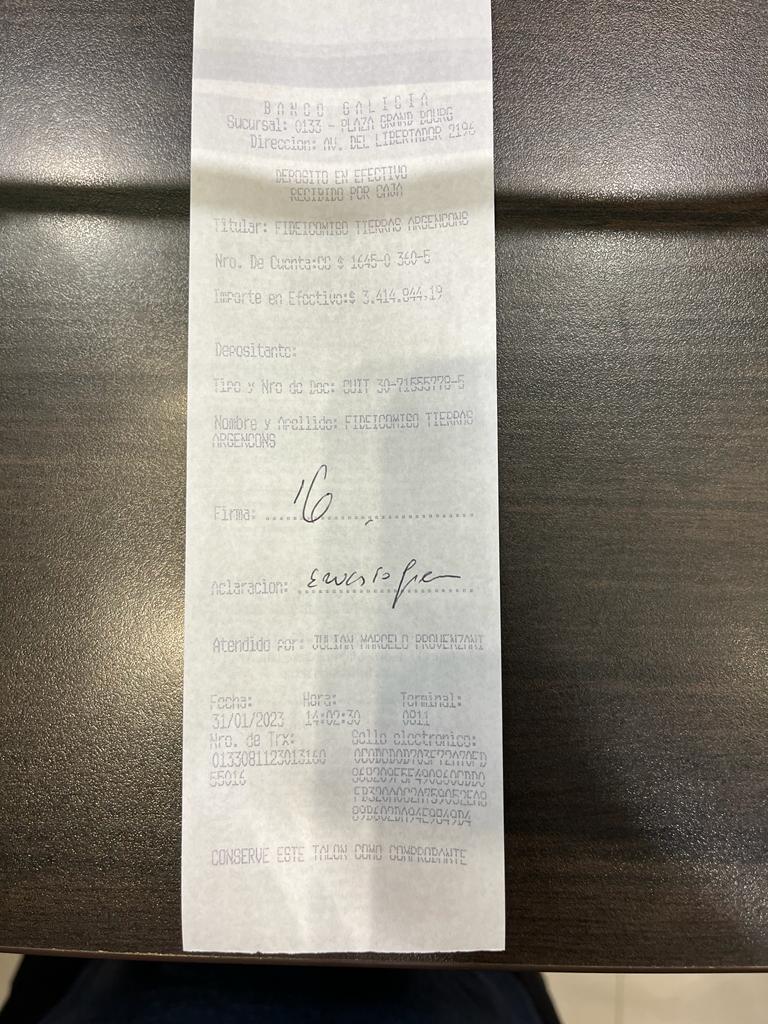 BANCO GALICIA
Sucursal: 0133 - PLAZA GRAND BOURG
Direccion: AV. DEL LIBERTADOR 2196
DEPOSITO EN EFECTIVO
RECIBIDO POR CAJA
Titular: FIDEICOMISO TIERRAS ARGENCONS
Nro. De Cuenta:CC $ 1645-0 360-5
Importe en Efectivo:$ 3.414.844,19
Depositante:
Tipo y Nro de Doc: CUIT 30-71555778-5
Nombre y Apellido: FIDEICOMISO TIERRAS
ARGENCONS
Firma:
Aclaracion:
Atendido por: JULIAN MARCELO PROVENZANI
Fecha: Hora: Terminal:
31/01/2023 14:02:30 0811
Nro. de Trx: Sello electronico:
0133081123013160
55016
CONSERVE ESTE TALON COMO COMPROBANTE